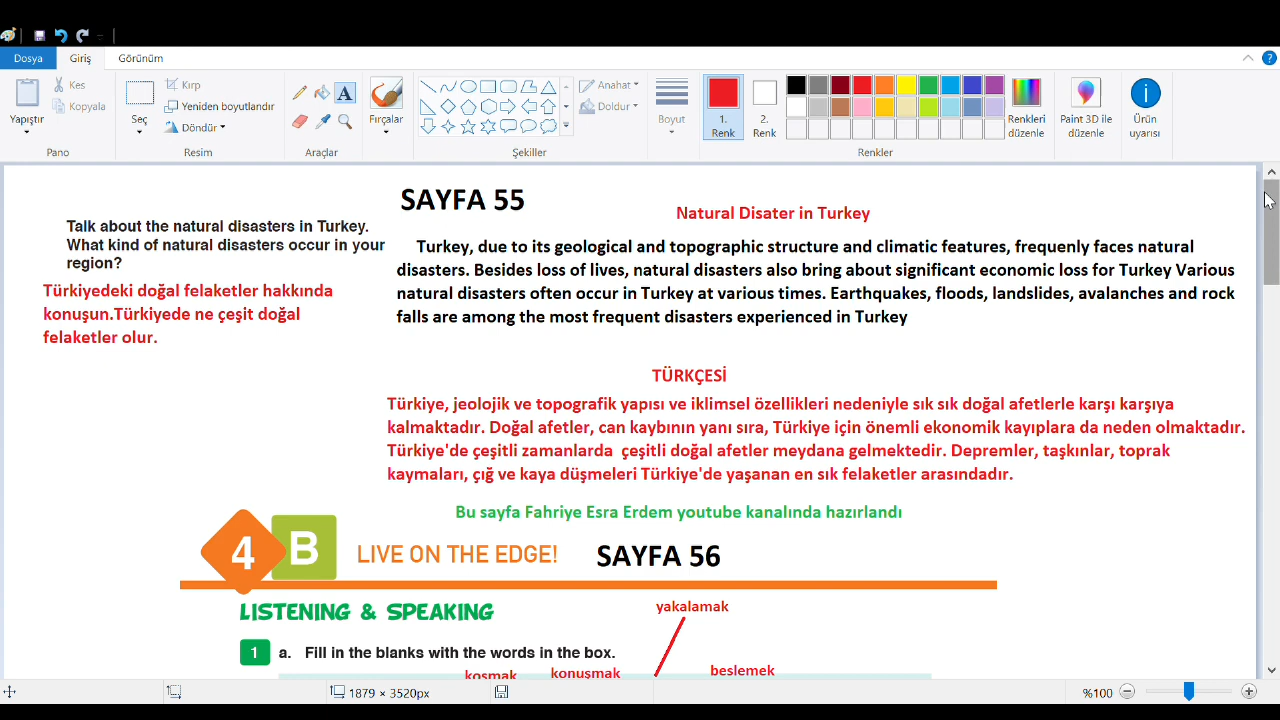 Dosya
Giriş
Görünüm
Yapıştır
Kes
Kopyala
Pano
Seç
Kırp
Yeniden boyutlandır
Döndür
Resim
A
Araçlar
Fırçalar
Anahat
Doldur
Şekiller
Boyut
1.
Renk
2.
Renk
Renkleri
düzenle
Renkler
Paint 3D ile
düzenle
Ürün
uyarısı
SAYFA 55
Talk about the natural disasters in Turkey.
What kind of natural disasters occur in your
region?
Türkiyedeki doğal felaketler hakkında
konuşun.Türkiyede ne çeşit doğal
felaketler olur.
Natural Disater in Turkey
Turkey, due to its geological and topographic structure and climatic features, frequenly faces natural
disasters. Besides loss of lives, natural disasters also bring about significant economic loss for Turkey Various
natural disasters often occur in Turkey at various times. Earthquakes, floods, landslides, avalanches and rock
falls are among the most frequent disasters experienced in Turkey
TÜRKÇESİ
Türkiye, jeolojik ve topografik yapısı ve iklimsel özellikleri nedeniyle sık sık doğal afetlerle karşı karşıya
kalmaktadır. Doğal afetler, can kaybının yanı sıra, Türkiye için önemli ekonomik kayıplara da neden olmaktadır.
Türkiye'de çeşitli zamanlarda çeşitli doğal afetler meydana gelmektedir. Depremler, taşkınlar, toprak
kaymaları, çığ ve kaya düşmeleri Türkiye'de yaşanan en sık felaketler arasındadır.
Bu sayfa Fahriye Esra Erdem youtube kanalında hazırlandı
4 B LIVE ON THE EDGE! SAYFA 56
LISTENING & SPEAKING
yakalamak
1 a. Fill in the blanks with the words in the box.
koşmak konuşmak beslemek
1879 × 3520px
%100